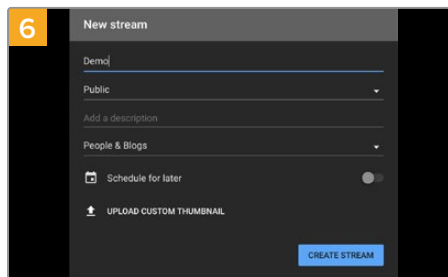 6
New stream
Demo
Public
Add a description
People & Blogs
Schedule for later
UPLOAD CUSTOM THUMBNAIL
CREATE STREAM